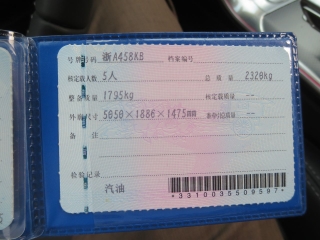 号牌号码 浙A458KB 档案编号
核定载人数 5人 总质量 2320kg
整备质量 1795kg 核定载质量 --
外廓尺寸 5050×1886×1475mm 准牵引总质量 --
备注
检验记录
汽油
*3310035509597*